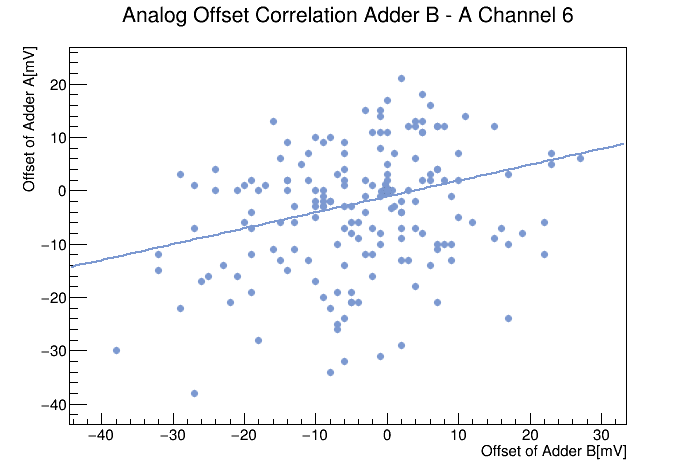 Analog Offset Correlation Adder B - A Channel 6
Offset of Adder A[mV]
20
10
0
−10
−20
−30
−40
−40 −30 −20 −10 0 10 20 30
Offset of Adder B[mV]